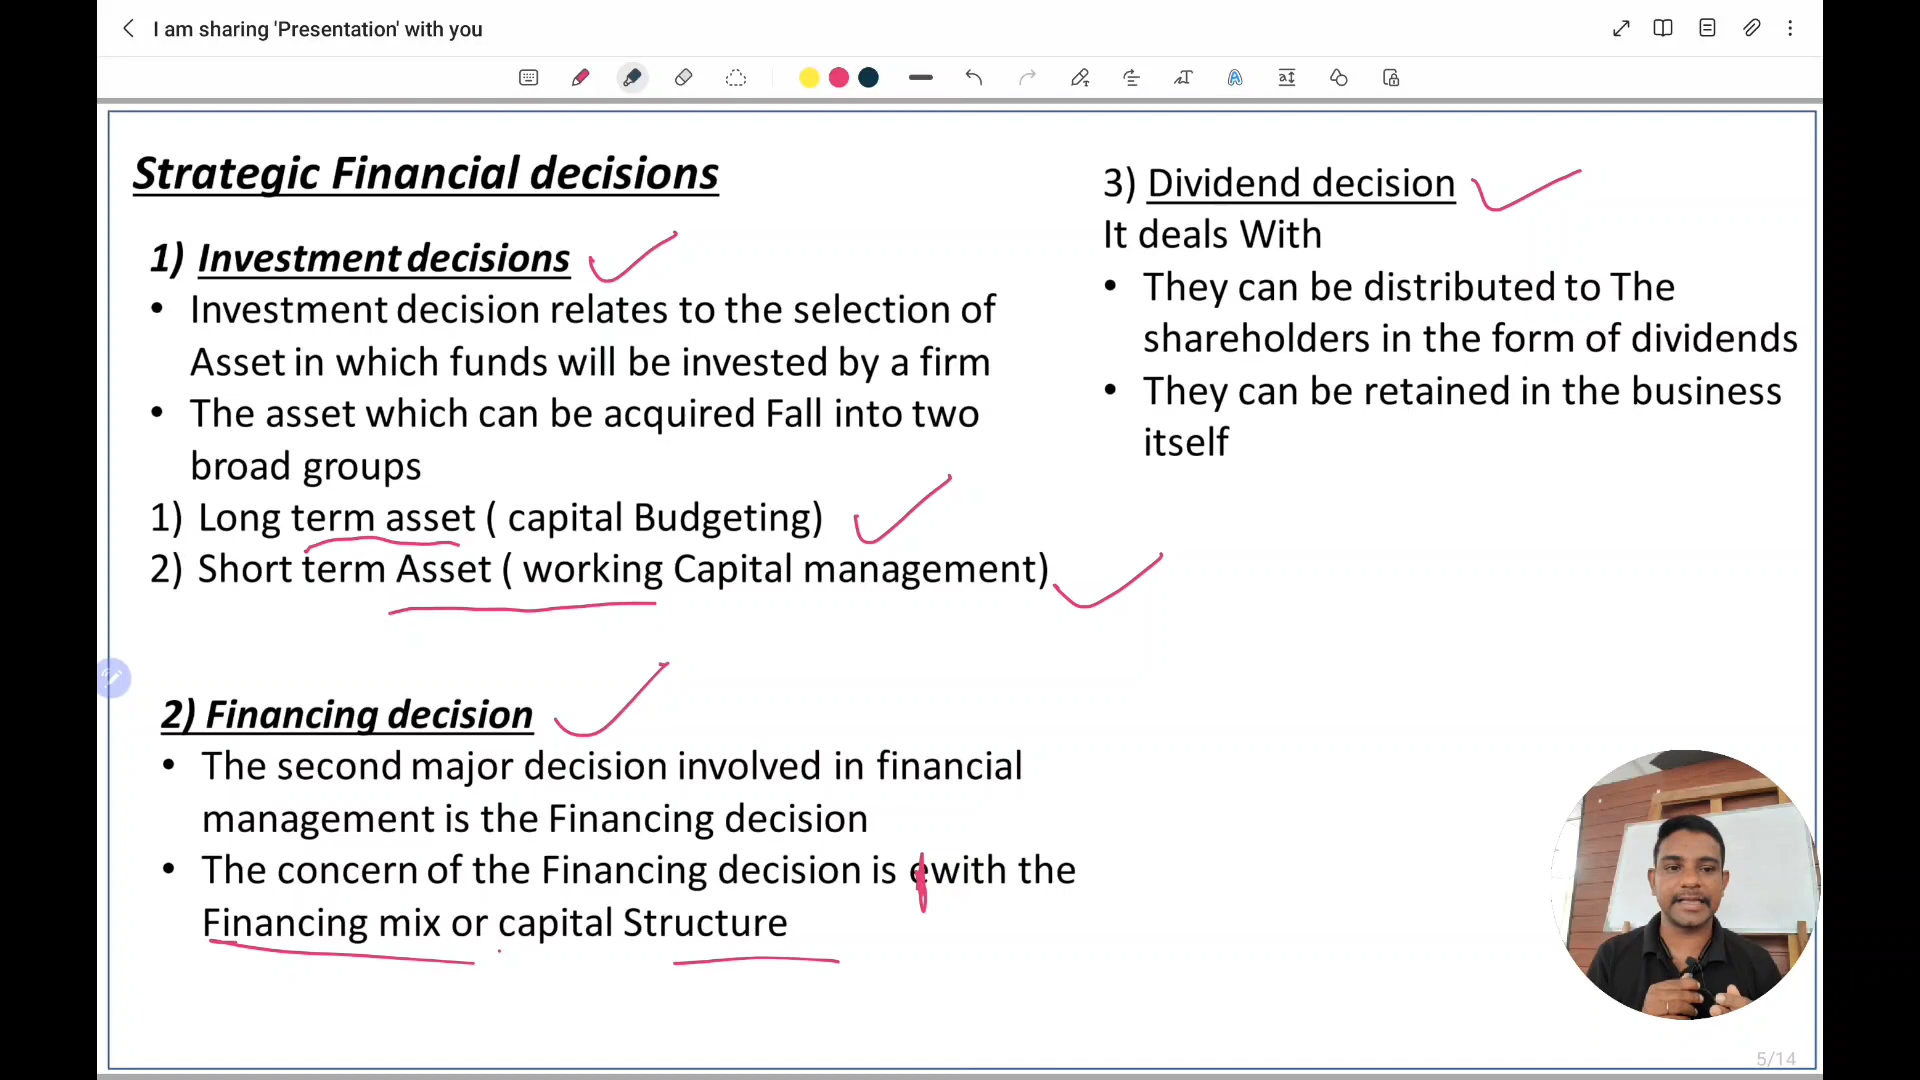 I am sharing 'Presentation' with you
Strategic Financial decisions
1) Investment decisions
• Investment decision relates to the selection of
Asset in which funds will be invested by a firm
• The asset which can be acquired Fall into two
broad groups
1) Long term asset ( capital Budgeting)
2) Short term Asset ( working Capital management)
2) Financing decision
• The second major decision involved in financial
management is the Financing decision
• The concern of the Financing decision is with the
Financing mix or capital Structure
3) Dividend decision
It deals With
• They can be distributed to The
shareholders in the form of dividends
• They can be retained in the business
itself
5/14